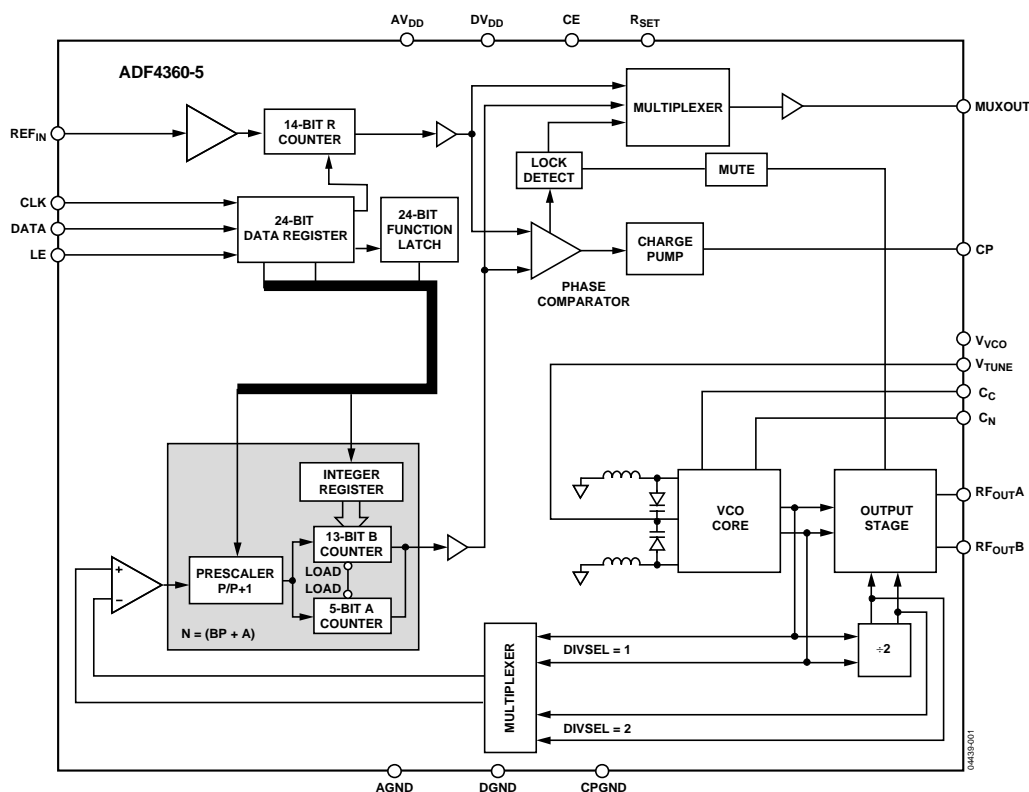 AVDD DVDD CE RSET
ADF4360-5
REFIN
14-BIT R
COUNTER
MULTIPLEXER
MUXOUT
LOCK
DETECT
MUTE
CLK
DATA
LE
24-BIT
DATA REGISTER
24-BIT
FUNCTION
LATCH
CHARGE
PUMP
CP
PHASE
COMPARATOR
VVCO
VTUNE
CC
CN
INTEGER
REGISTER
13-BIT B
COUNTER
LOAD
LOAD
5-BIT A
COUNTER
PRESCALER
P/P+1
+
−
N = (BP + A)
VCO
CORE
OUTPUT
STAGE
RFOUTA
RFOUTB
MULTIPLEXER
DIVSEL = 1
÷2
DIVSEL = 2
04439-001
AGND DGND CPGND